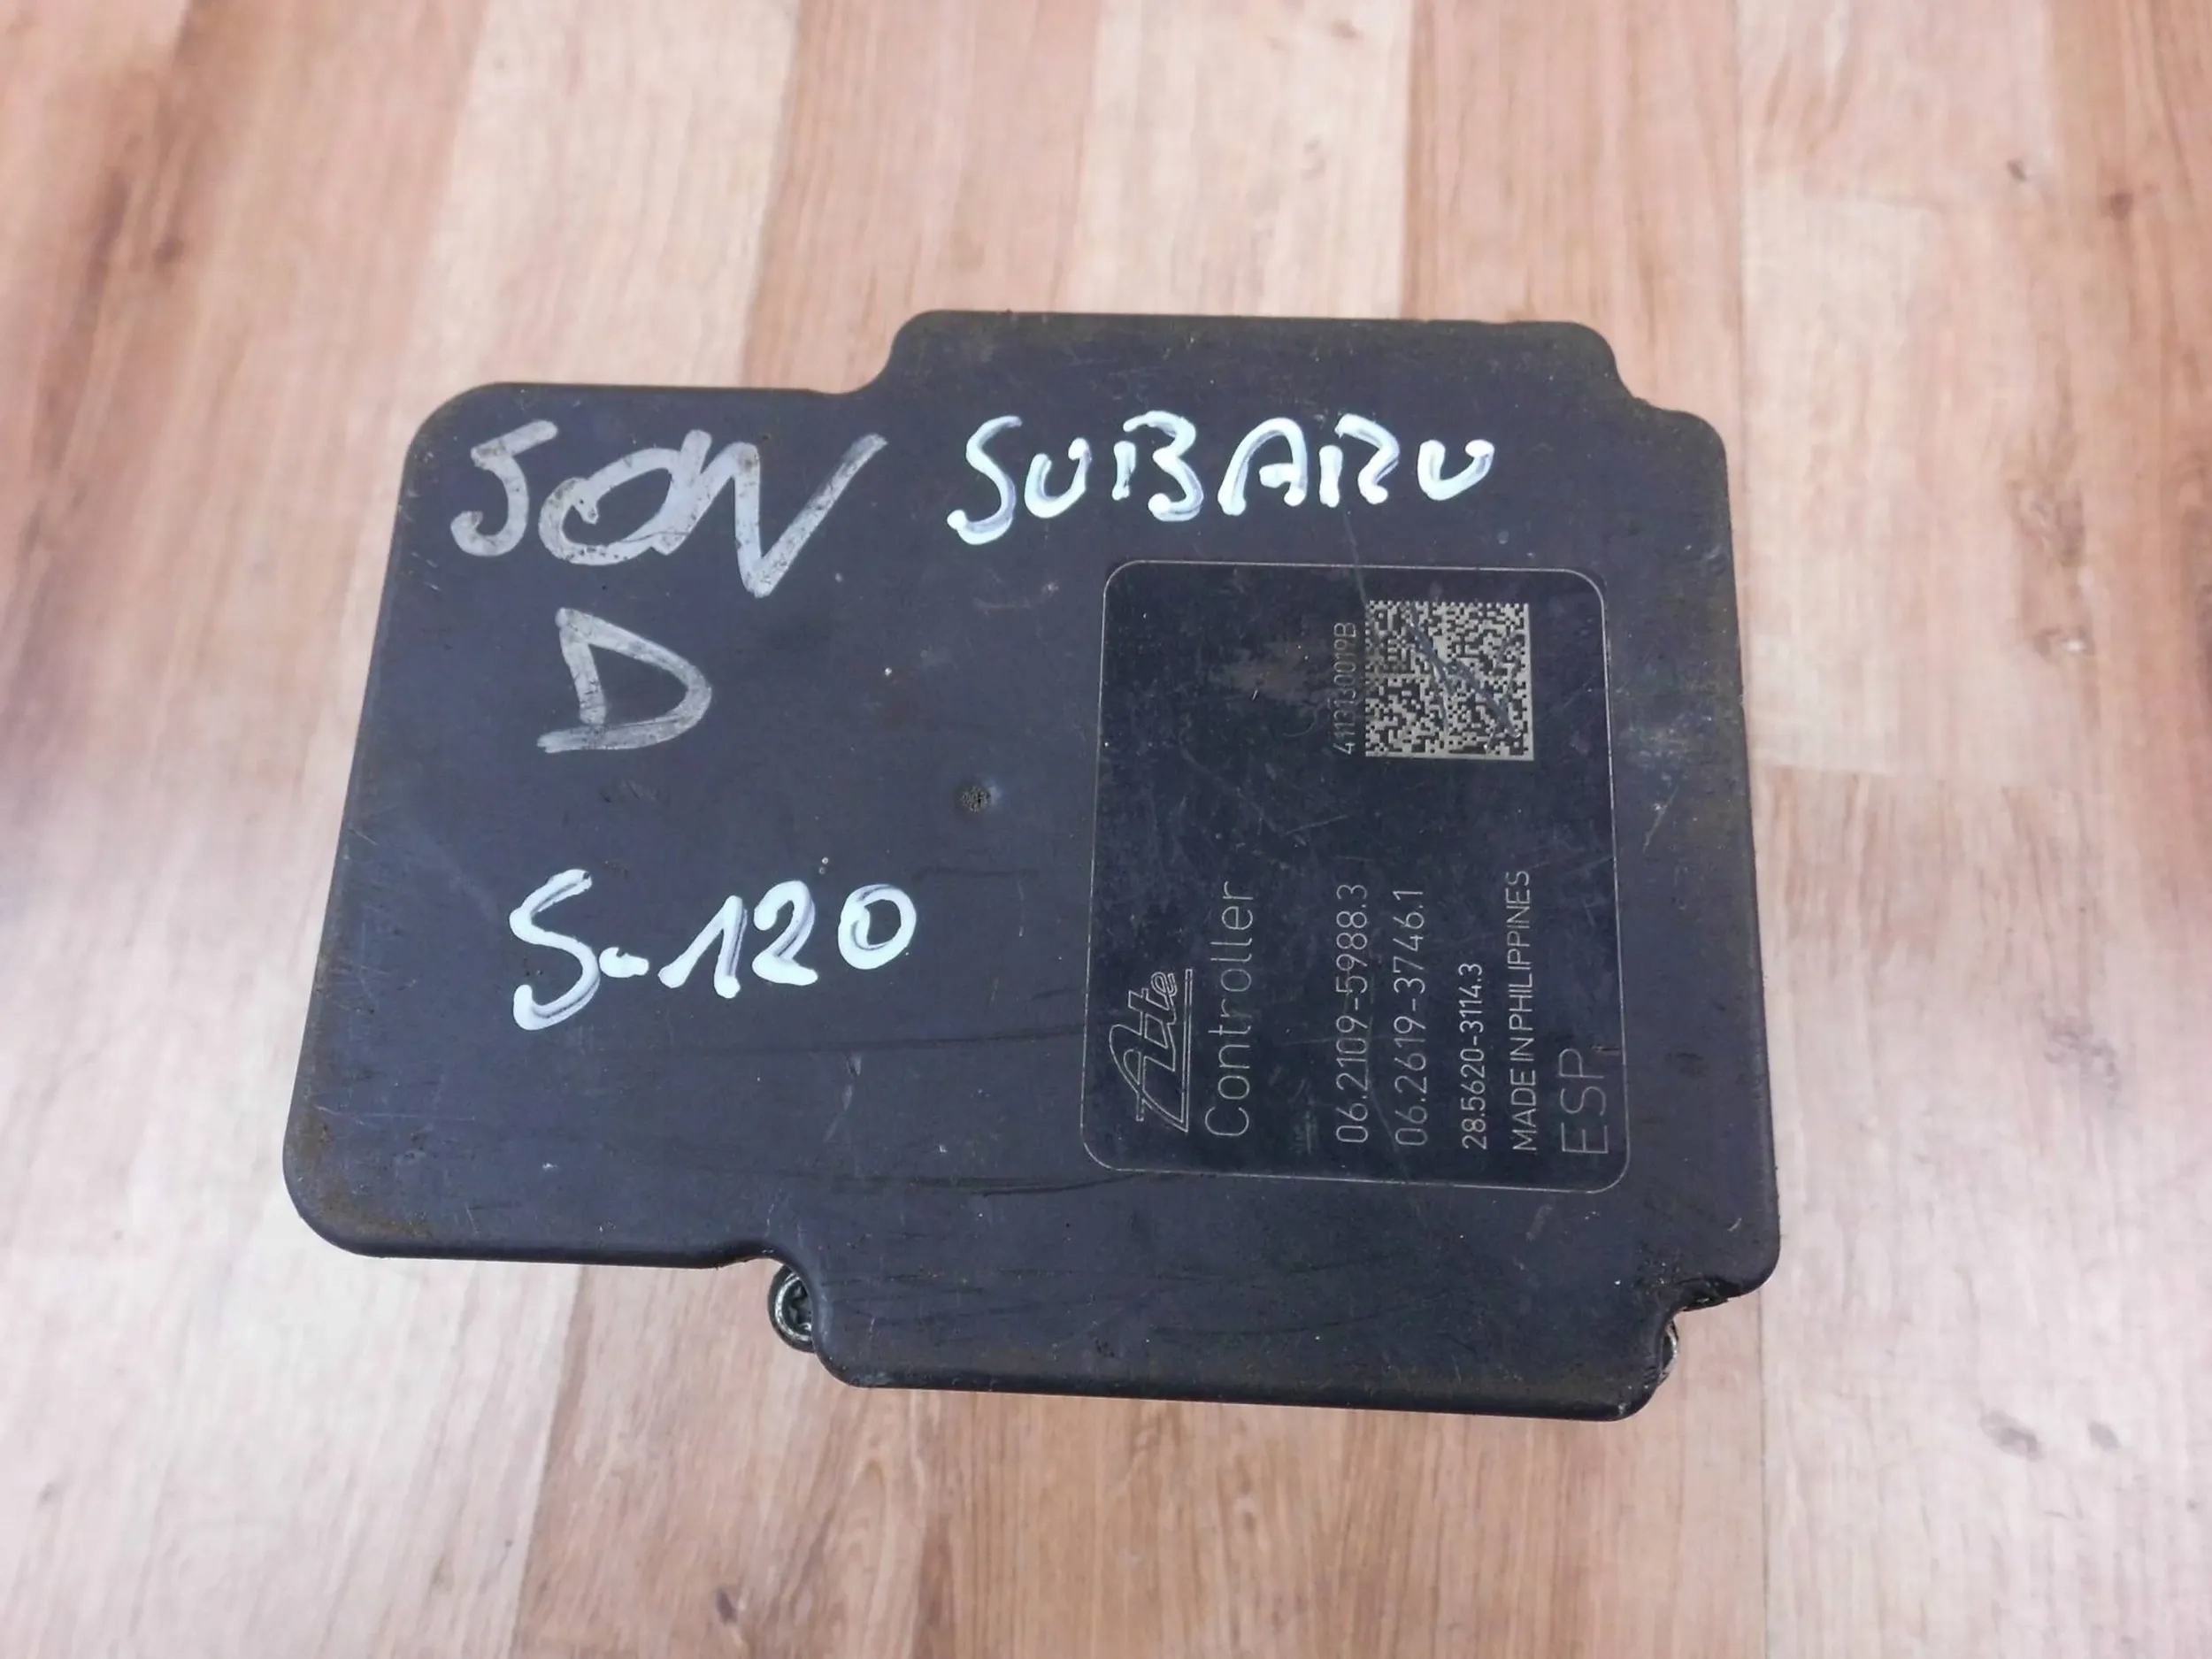 SON
SUBARU
D
S-120
Ate
Controller
4113130019B
06.2109-5988.3
06.2619-3746.1
28.5620-3114.3
MADE IN PHILIPPINES
ESP